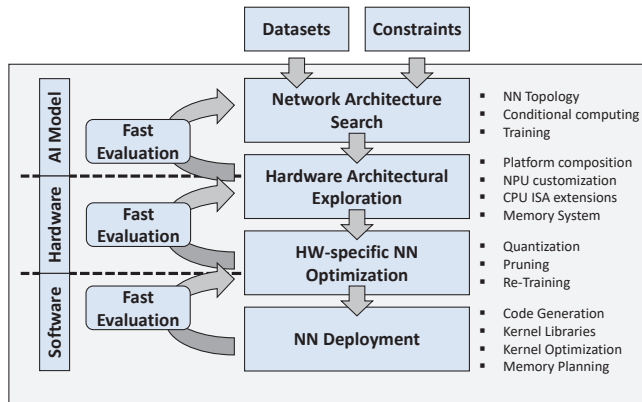 Datasets
Constraints
AI Model
Hardware
Software
Fast
Evaluation
Network Architecture
Search
NN Topology
Conditional computing
Training
Hardware Architectural
Exploration
Platform composition
NPU customization
CPU ISA extensions
Memory System
Fast
Evaluation
HW-specific NN
Optimization
Quantization
Pruning
Re-Training
Fast
Evaluation
NN Deployment
Code Generation
Kernel Libraries
Kernel Optimization
Memory Planning